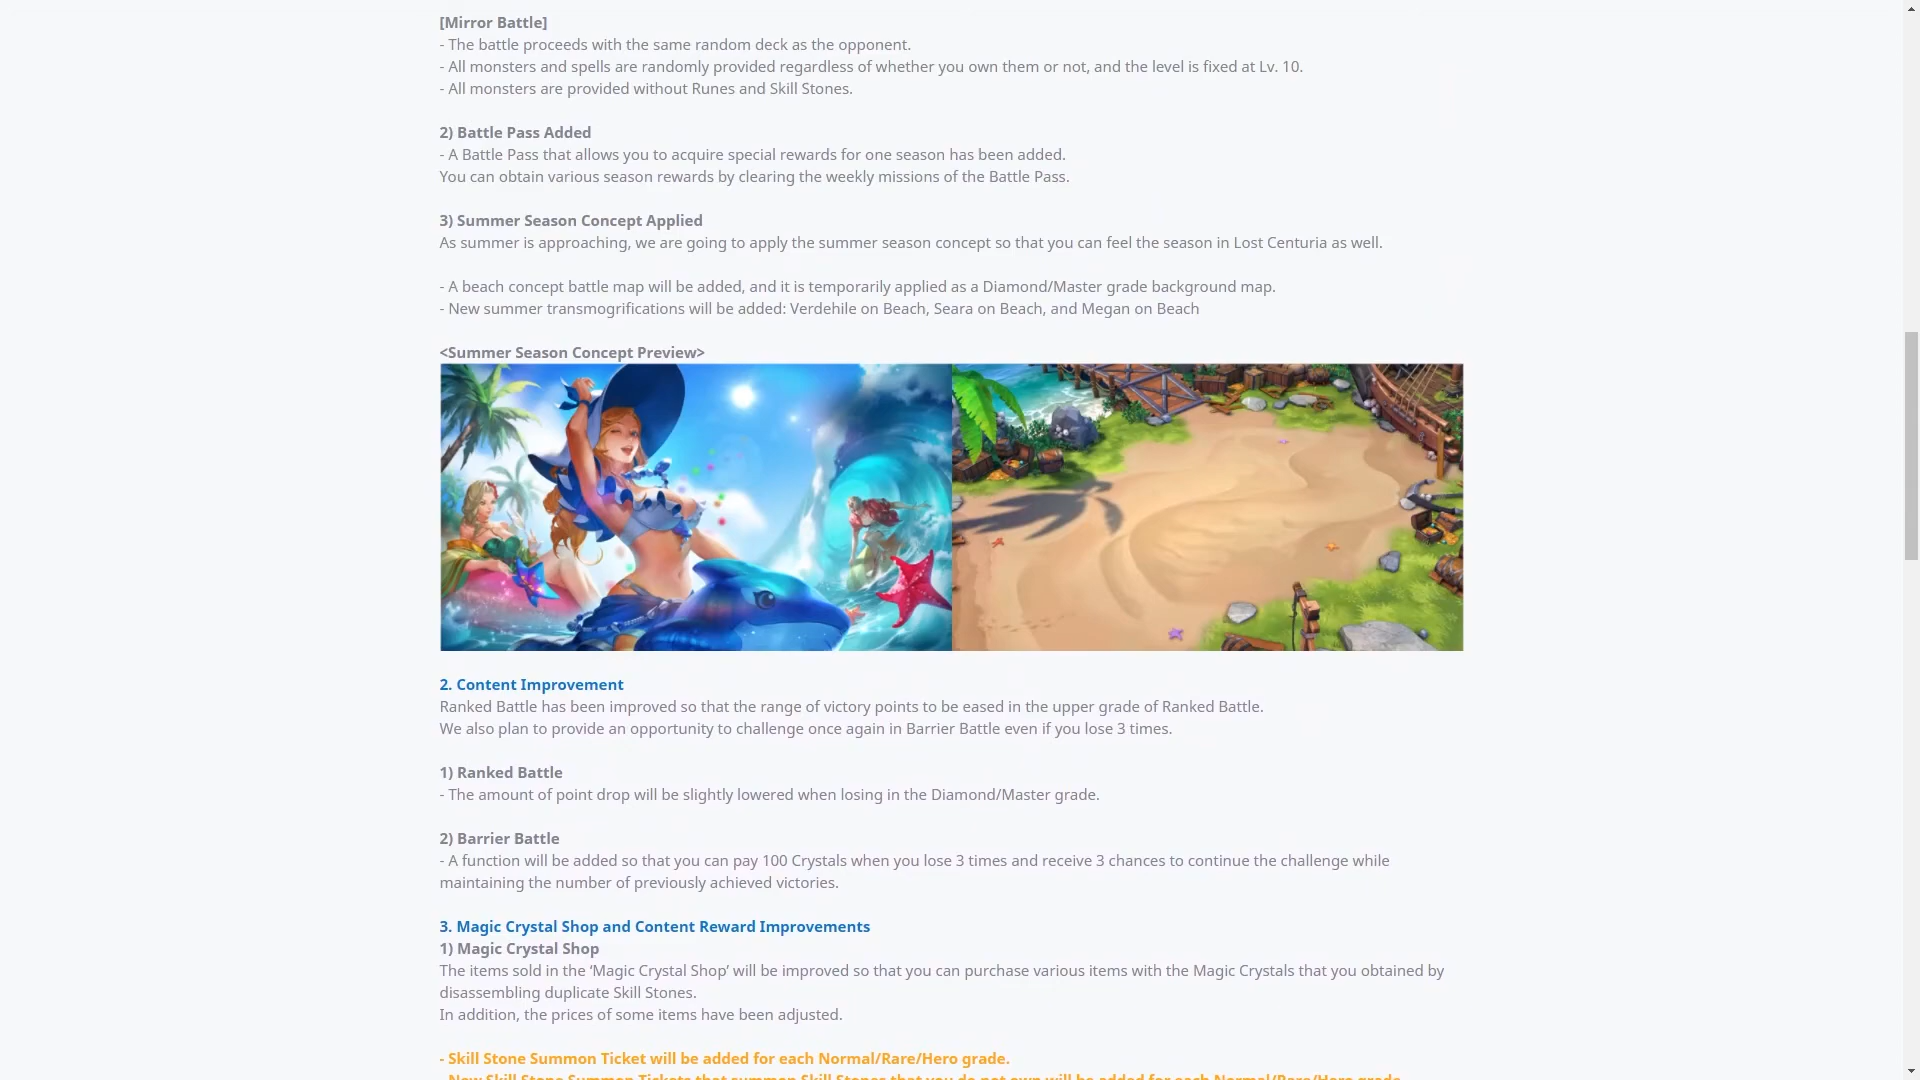 [Mirror Battle]
- The battle proceeds with the same random deck as the opponent.
- All monsters and spells are randomly provided regardless of whether you own them or not, and the level is fixed at Lv. 10.
- All monsters are provided without Runes and Skill Stones.
2) Battle Pass Added
- A Battle Pass that allows you to acquire special rewards for one season has been added.
You can obtain various season rewards by clearing the weekly missions of the Battle Pass.
3) Summer Season Concept Applied
As summer is approaching, we are going to apply the summer season concept so that you can feel the season in Lost Centuria as well.
- A beach concept battle map will be added, and it is temporarily applied as a Diamond/Master grade background map.
- New summer transmogrifications will be added: Verdehile on Beach, Seara on Beach, and Megan on Beach
<Summer Season Concept Preview>
2. Content Improvement
Ranked Battle has been improved so that the range of victory points to be eased in the upper grade of Ranked Battle.
We also plan to provide an opportunity to challenge once again in Barrier Battle even if you lose 3 times.
1) Ranked Battle
- The amount of point drop will be slightly lowered when losing in the Diamond/Master grade.
2) Barrier Battle
- A function will be added so that you can pay 100 Crystals when you lose 3 times and receive 3 chances to continue the challenge while
maintaining the number of previously achieved victories.
3. Magic Crystal Shop and Content Reward Improvements
1) Magic Crystal Shop
The items sold in the ‘Magic Crystal Shop’ will be improved so that you can purchase various items with the Magic Crystals that you obtained by
disassembling duplicate Skill Stones.
In addition, the prices of some items have been adjusted.
- Skill Stone Summon Ticket will be added for each Normal/Rare/Hero grade.
- New Skill Stone Summon Tickets that summon Skill Stones that you do not own will be added for each Normal/Rare/Hero grade.